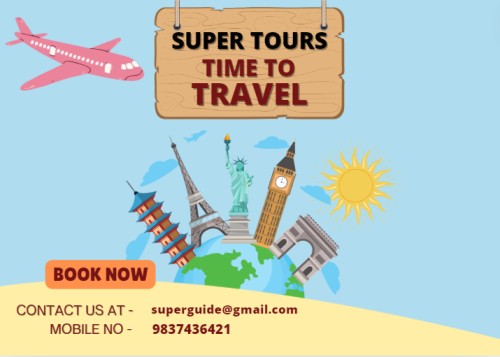 SUPER TOURS
TIME TO
TRAVEL
BOOK NOW
CONTACT US AT - superguide@gmail.com
MOBILE NO - 9837436421